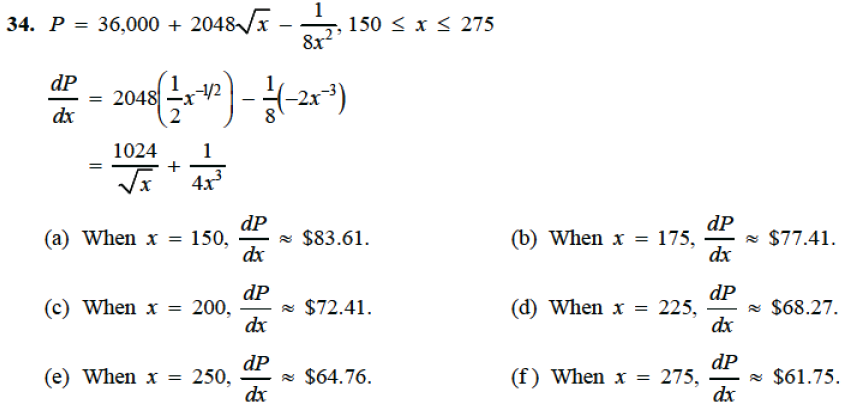 34. P = 36,000 + 2048√x − 1/(8x²), 150 ≤ x ≤ 275
dP/dx = 2048(1/2 x^(−1/2)) − 1/8(−2x^(−3))
= 1024/√x + 1/(4x³)
(a) When x = 150, dP/dx ≈ $83.61. (b) When x = 175, dP/dx ≈ $77.41.
(c) When x = 200, dP/dx ≈ $72.41. (d) When x = 225, dP/dx ≈ $68.27.
(e) When x = 250, dP/dx ≈ $64.76. (f) When x = 275, dP/dx ≈ $61.75.